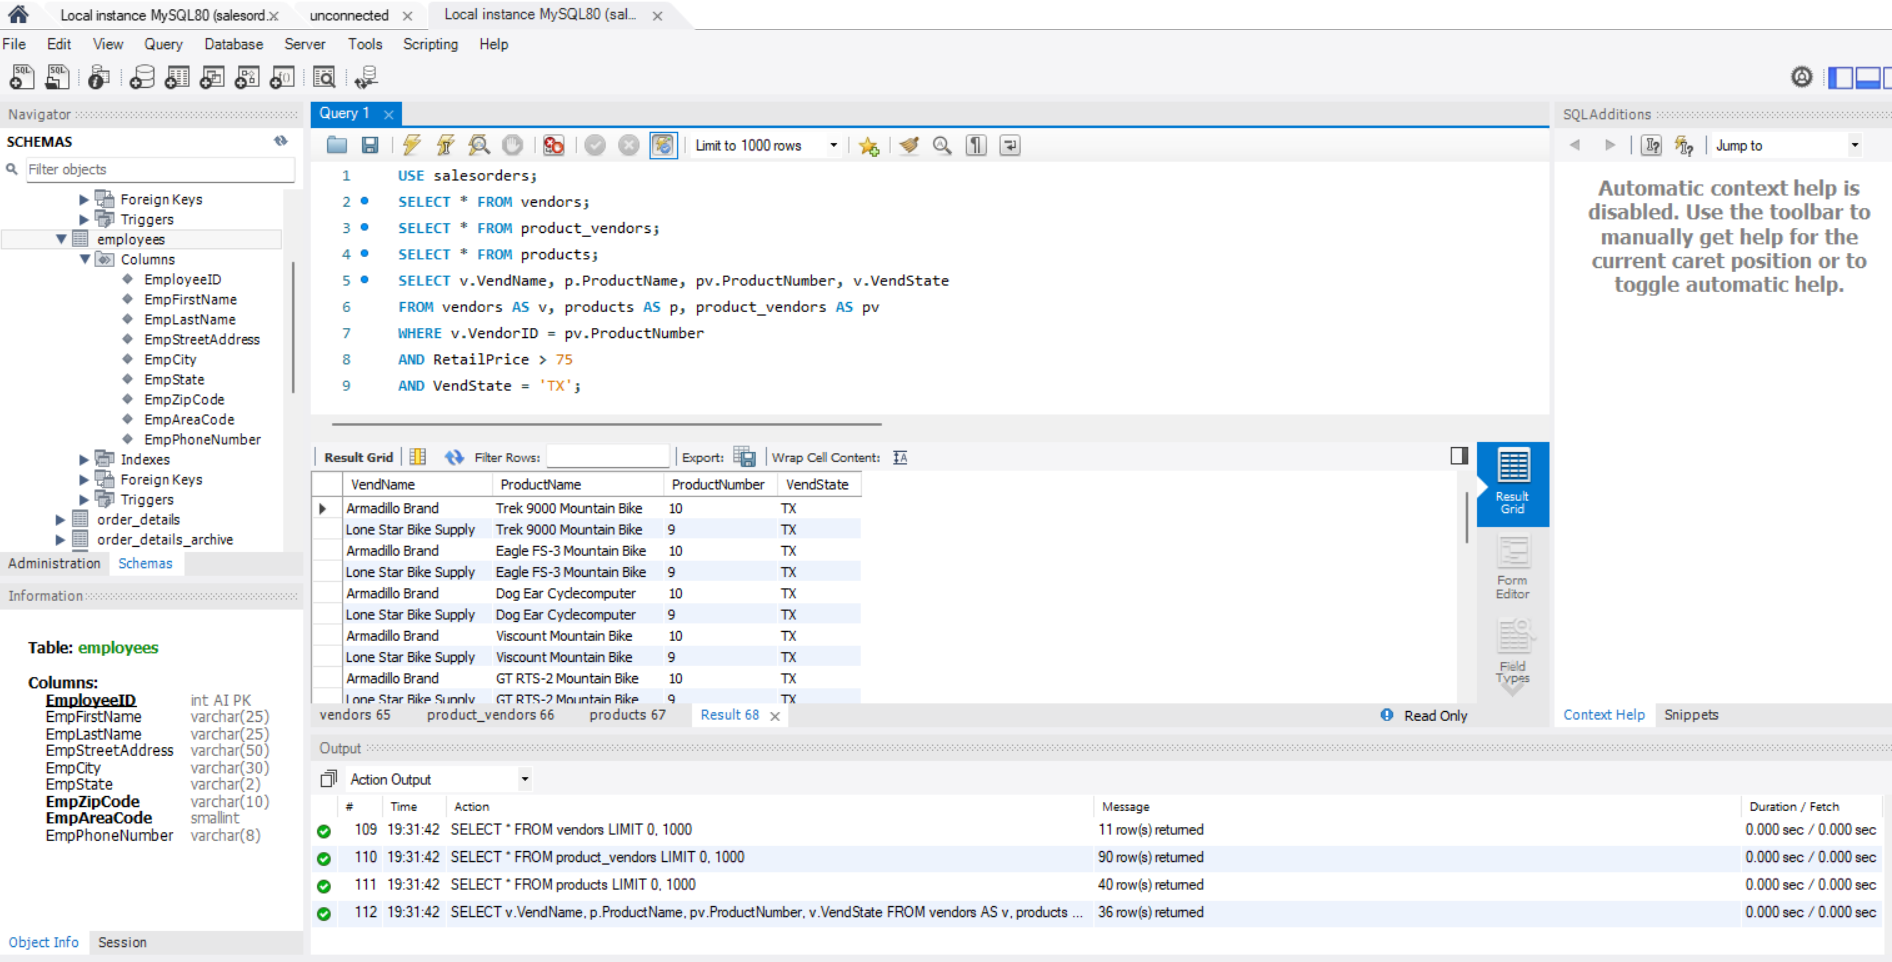 Local instance MySQL80 (salesord.x
unconnected ×
Local instance MySQL80 (sal... ×
File Edit View Query Database Server Tools Scripting Help
Navigator
SCHEMAS
Filter objects
Foreign Keys
Triggers
employees
Columns
EmployeeID
EmpFirstName
EmpLastName
EmpStreetAddress
EmpCity
EmpState
EmpZipCode
EmpAreaCode
EmpPhoneNumber
Indexes
Foreign Keys
Triggers
order_details
order_details_archive
Administration Schemas
Information
Table: employees
Columns:
EmployeeID int AI PK
EmpFirstName varchar(25)
EmpLastName varchar(25)
EmpStreetAddress varchar(50)
EmpCity varchar(30)
EmpState varchar(2)
EmpZipCode varchar(10)
EmpAreaCode smallint
EmpPhoneNumber varchar(8)
Object Info Session
Query 1 ×
Limit to 1000 rows
1 USE salesorders;
2 SELECT * FROM vendors;
3 SELECT * FROM product_vendors;
4 SELECT * FROM products;
5 SELECT v.VendName, p.ProductName, pv.ProductNumber, v.VendState
6 FROM vendors AS v, products AS p, product_vendors AS pv
7 WHERE v.VendorID = pv.ProductNumber
8 AND RetailPrice > 75
9 AND VendState = 'TX';
Result Grid Filter Rows: Export: Wrap Cell Content:
VendName ProductName ProductNumber VendState
Armadillo Brand Trek 9000 Mountain Bike 10 TX
Lone Star Bike Supply Trek 9000 Mountain Bike 9 TX
Armadillo Brand Eagle FS-3 Mountain Bike 10 TX
Lone Star Bike Supply Eagle FS-3 Mountain Bike 9 TX
Armadillo Brand Dog Ear Cyclecomputer 10 TX
Lone Star Bike Supply Dog Ear Cyclecomputer 9 TX
Armadillo Brand Viscount Mountain Bike 10 TX
Lone Star Bike Supply Viscount Mountain Bike 9 TX
Armadillo Brand GT RTS-2 Mountain Bike 10 TX
Lone Star Bike Supply GT RTS-2 Mountain Bike 9 TX
Result Grid
Form Editor
Field Types
vendors 65 product_vendors 66 products 67 Result 68 × Read Only
Output
Action Output
# Time Action Message Duration / Fetch
109 19:31:42 SELECT * FROM vendors LIMIT 0, 1000 11 row(s) returned 0.000 sec / 0.000 sec
110 19:31:42 SELECT * FROM product_vendors LIMIT 0, 1000 90 row(s) returned 0.000 sec / 0.000 sec
111 19:31:42 SELECT * FROM products LIMIT 0, 1000 40 row(s) returned 0.000 sec / 0.000 sec
112 19:31:42 SELECT v.VendName, p.ProductName, pv.ProductNumber, v.VendState FROM vendors AS v, products ... 36 row(s) returned 0.000 sec / 0.000 sec
SQLAdditions
Jump to
Automatic context help is
disabled. Use the toolbar to
manually get help for the
current caret position or to
toggle automatic help.
Context Help Snippets